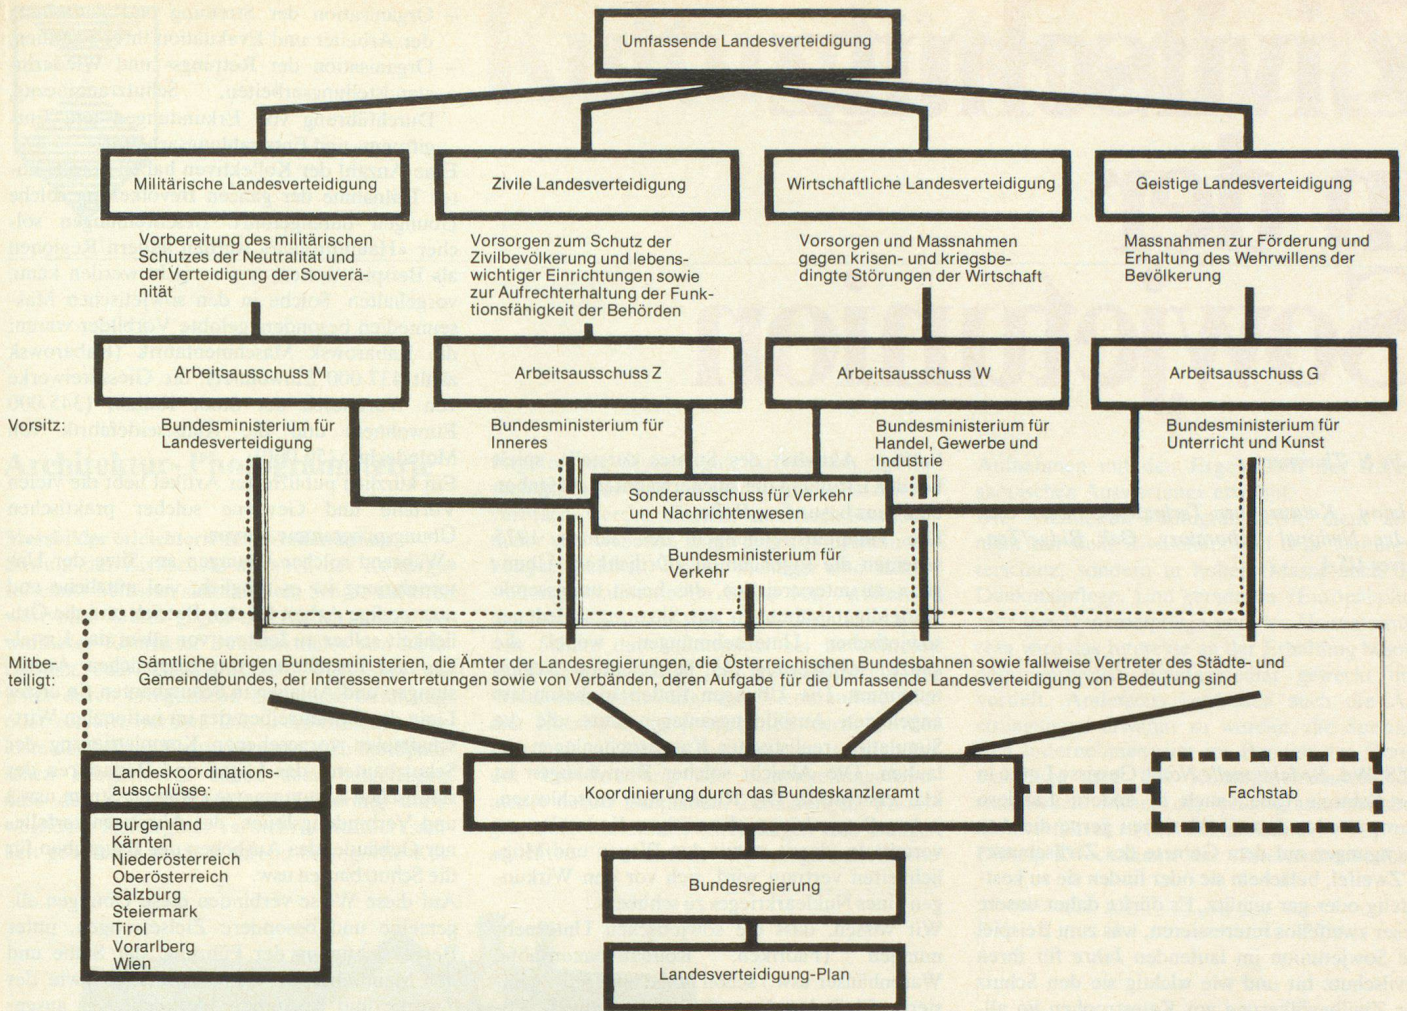 Umfassende Landesverteidigung
Militärische Landesverteidigung
Zivile Landesverteidigung
Wirtschaftliche Landesverteidigung
Geistige Landesverteidigung
Vorbereitung des militärischen
Schutzes der Neutralität und
der Verteidigung der Souverä-
nität
Vorsorgen zum Schutz der
Zivilbevölkerung und lebens-
wichtiger Einrichtungen sowie
zur Aufrechterhaltung der Funk-
tionsfähigkeit der Behörden
Vorsorgen und Massnahmen
gegen krisen- und kriegsbe-
dingte Störungen der Wirtschaft
Massnahmen zur Förderung und
Erhaltung des Wehrwillens der
Bevölkerung
Arbeitsausschuss M
Arbeitsausschuss Z
Arbeitsausschuss W
Arbeitsausschuss G
Vorsitz:
Bundesministerium für
Landesverteidigung
Bundesministerium für
Inneres
Bundesministerium für
Handel, Gewerbe und
Industrie
Bundesministerium für
Unterricht und Kunst
Sonderausschuss für Verkehr
und Nachrichtenwesen
Bundesministerium für
Verkehr
Mitbe-
teiligt:
Sämtliche übrigen Bundesministerien, die Ämter der Landesregierungen, die Österreichischen Bundesbahnen sowie fallweise Vertreter des Städte- und
Gemeindebundes, der Interessenvertretungen sowie von Verbänden, deren Aufgabe für die Umfassende Landesverteidigung von Bedeutung sind
Landeskoordinations-
ausschüsse:
Burgenland
Kärnten
Niederösterreich
Oberösterreich
Salzburg
Steiermark
Tirol
Vorarlberg
Wien
Koordinierung durch das Bundeskanzleramt
Fachstab
Bundesregierung
Landesverteidigung-Plan